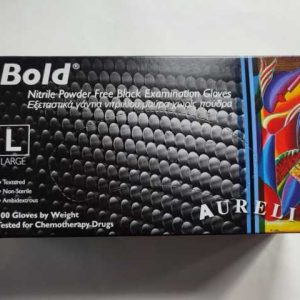 Bold®
Nitrile Powder Free Black Examination Gloves
Εξεταστικά γάντια νιτριλίου μαύρα χωρίς πούδρα
L
LARGE
• Textured
• Non-Sterile
• Ambidextrous
00 Gloves by Weight
Tested for Chemotherapy Drugs
AURELI